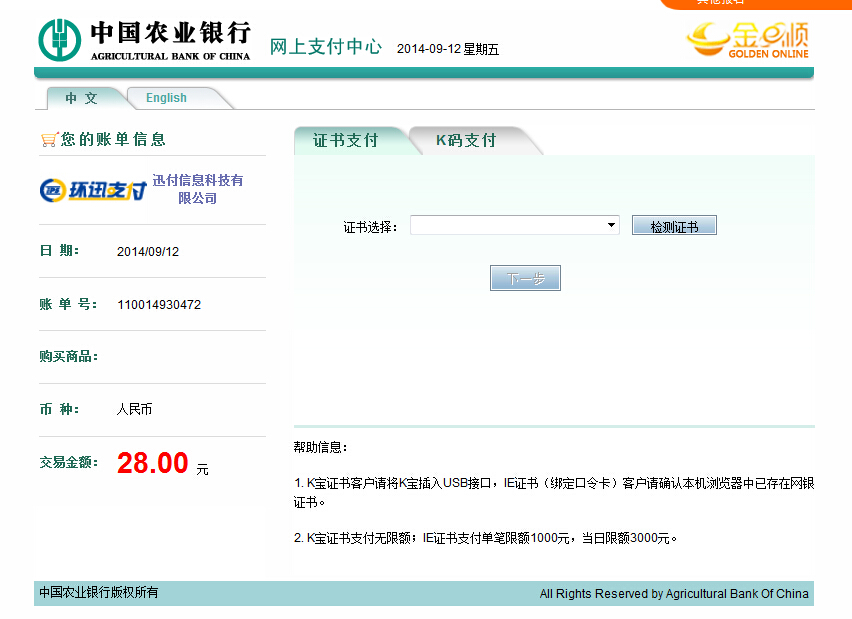 其他报名
中国农业银行
AGRICULTURAL BANK OF CHINA
网上支付中心 2014-09-12 星期五
金e顺
GOLDEN ONLINE
中 文 English
您的账单信息
环迅支付 迅付信息科技有
限公司
日 期： 2014/09/12
账 单 号： 110014930472
购买商品：
币 种： 人民币
交易金额： 28.00 元
证书支付 K码支付
证书选择： 检测证书
下一步
帮助信息：
1. K宝证书客户请将K宝插入USB接口，IE证书（绑定口令卡）客户请确认本机浏览器中已存在网银
证书。
2. K宝证书支付无限额；IE证书支付单笔限额1000元，当日限额3000元。
中国农业银行版权所有 All Rights Reserved by Agricultural Bank Of China